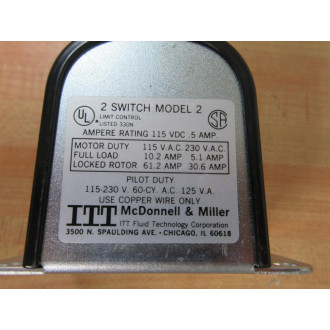 2 SWITCH MODEL 2
UL
LIMIT CONTROL
LISTED 330N
SA
AMPERE RATING 115 VDC .5 AMP
MOTOR DUTY 115 V.A.C. 230 V.A.C.
FULL LOAD 10.2 AMP 5.1 AMP
LOCKED ROTOR 61.2 AMP 30.6 AMP
PILOT DUTY
115-230 V. 60-CY. A.C. 125 V.A.
USE COPPER WIRE ONLY
ITT McDonnell & Miller
ITT Fluid Technology Corporation
3500 N. SPAULDING AVE. • CHICAGO, IL 60618